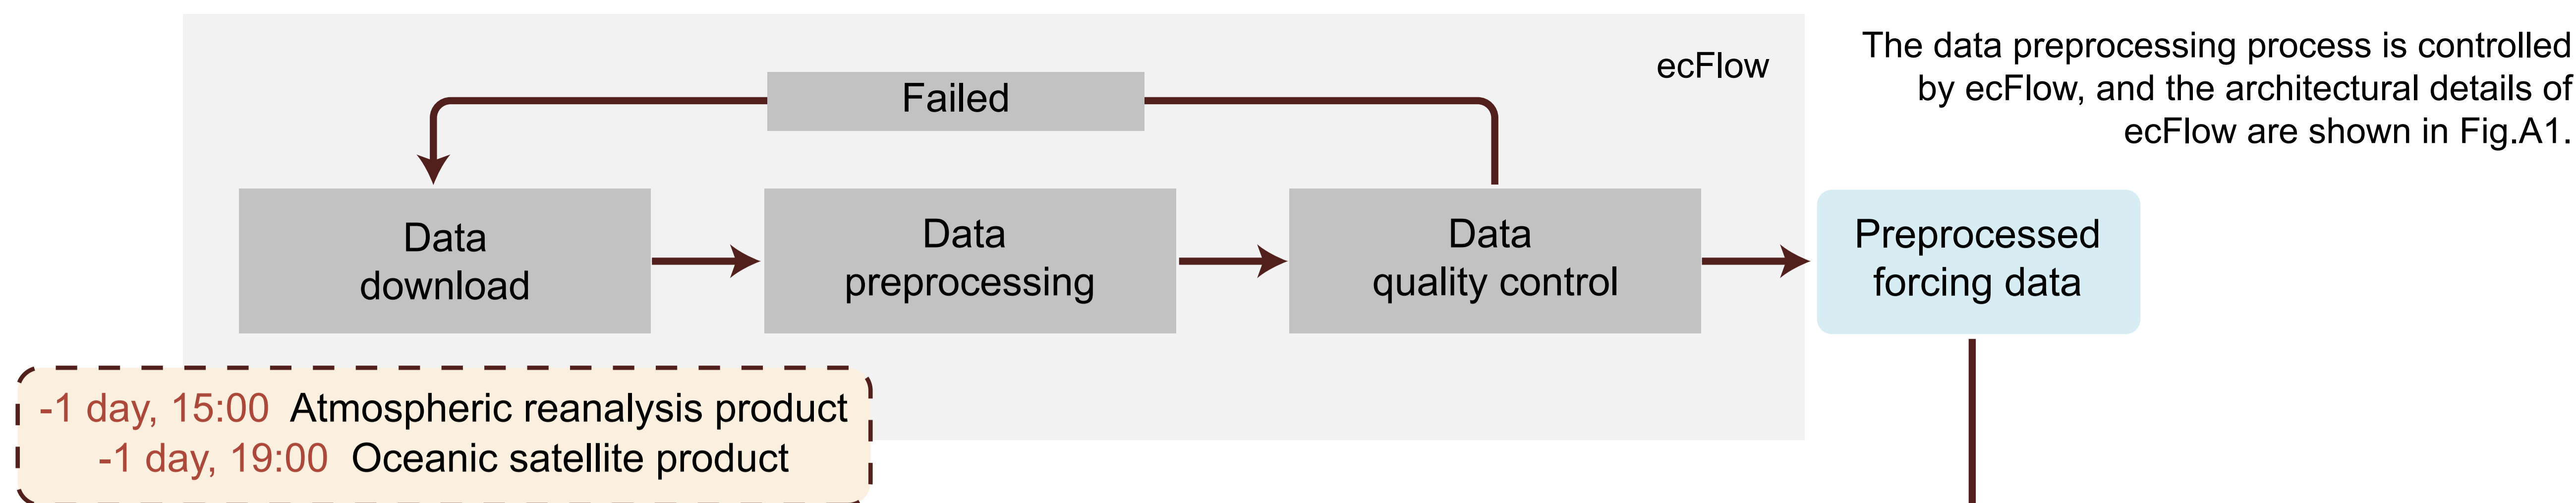 ecFlow
The data preprocessing process is controlled
by ecFlow, and the architectural details of
ecFlow are shown in Fig.A1.
Failed
Data
download
Data
preprocessing
Data
quality control
Preprocessed
forcing data
-1 day, 15:00 Atmospheric reanalysis product
-1 day, 19:00 Oceanic satellite product